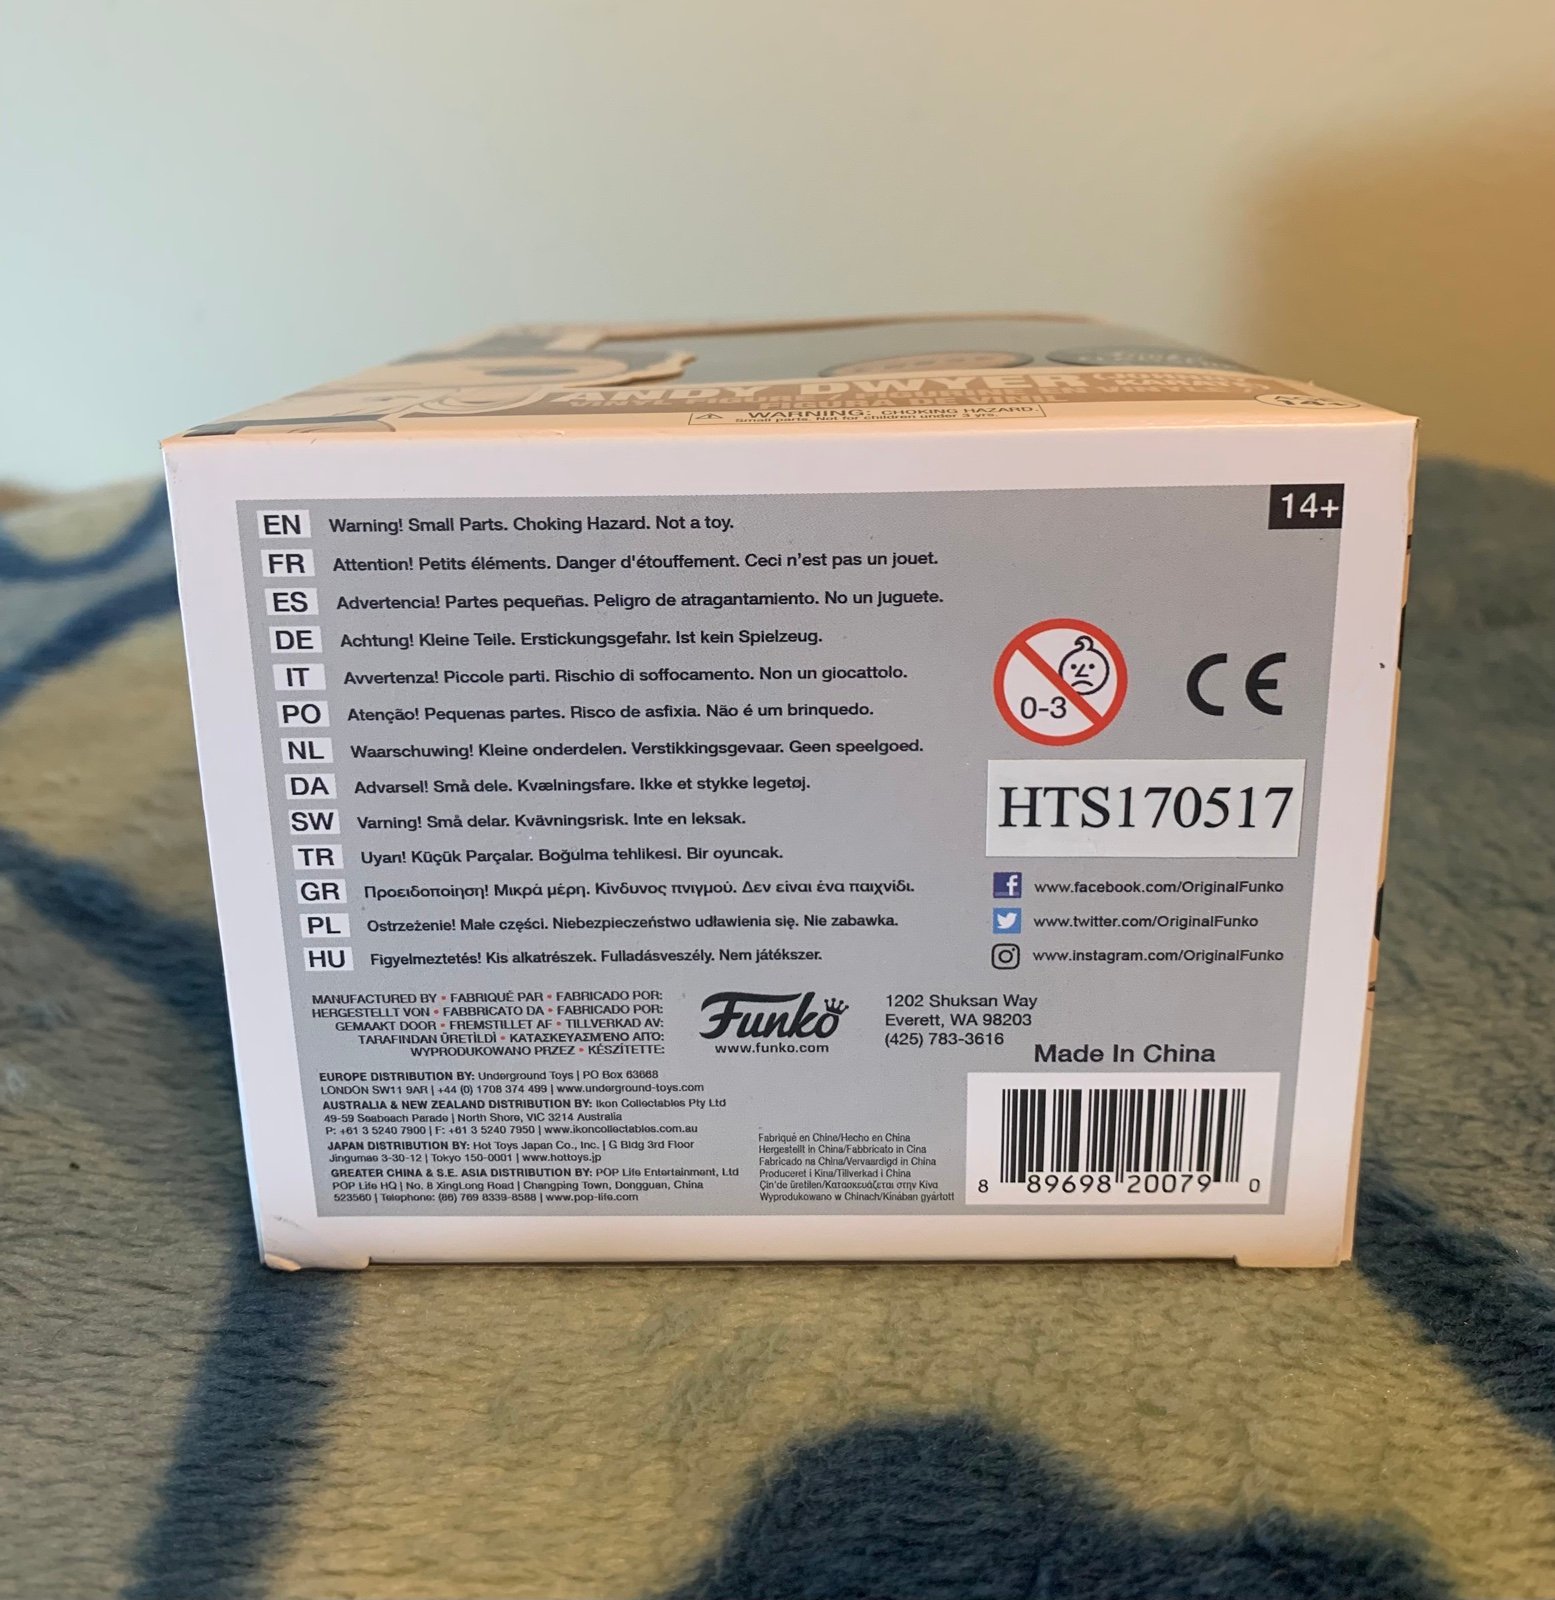 ANDY DWYER
FIGURA DE VINIL
WARNING: CHOKING HAZARD.
Small parts. Not for children under 3 yrs.
14+
EN Warning! Small Parts. Choking Hazard. Not a toy.
FR Attention! Petits éléments. Danger d'étouffement. Ceci n'est pas un jouet.
ES Advertencia! Partes pequeñas. Peligro de atragantamiento. No un juguete.
DE Achtung! Kleine Teile. Erstickungsgefahr. Ist kein Spielzeug.
IT Avvertenza! Piccole parti. Rischio di soffocamento. Non un giocattolo.
PO Atenção! Pequenas partes. Risco de asfixia. Não é um brinquedo.
NL Waarschuwing! Kleine onderdelen. Verstikkingsgevaar. Geen speelgoed.
DA Advarsel! Små dele. Kvælningsfare. Ikke et stykke legetøj.
SW Varning! Små delar. Kvävningsrisk. Inte en leksak.
TR Uyan! Küçük Parçalar. Boğulma tehlikesi. Bir oyuncak.
GR Προειδοποίηση! Μικρά μέρη. Κίνδυνος πνιγμού. Δεν είναι ένα παιχνίδι.
PL Ostrzeżenie! Małe części. Niebezpieczeństwo udławienia się. Nie zabawka.
HU Figyelmeztetés! Kis alkatrészek. Fulladásveszély. Nem játékszer.
0-3
CE
HTS170517
www.facebook.com/OriginalFunko
www.twitter.com/OriginalFunko
www.instagram.com/OriginalFunko
MANUFACTURED BY • FABRIQUÉ PAR • FABRICADO POR:
HERGESTELLT VON • FABBRICATO DA • FABRICADO POR:
GEMAAKT DOOR • FREMSTILLET AF • TILLVERKAD AV:
TARAFINDAN ÜRETİLDİ • ΚΑΤΑΣΚΕΥΑΣΜΈΝΟ ΑΠΌ:
WYPRODUKOWANO PRZEZ • KÉSZÍTETTE:
Funko
www.funko.com
1202 Shuksan Way
Everett, WA 98203
(425) 783-3616
Made In China
EUROPE DISTRIBUTION BY: Underground Toys | PO Box 63668
LONDON SW11 9AR | +44 (0) 1708 374 499 | www.underground-toys.com
AUSTRALIA & NEW ZEALAND DISTRIBUTION BY: Ikon Collectables Pty Ltd
49-59 Seabeach Parade | North Shore, VIC 3214 Australia
P: +61 3 5240 7900 | F: +61 3 5240 7950 | www.ikoncollectables.com.au
JAPAN DISTRIBUTION BY: Hot Toys Japan Co., Inc. | G Bldg 3rd Floor
Jingumae 3-30-12 | Tokyo 150-0001 | www.hottoys.jp
GREATER CHINA & S.E. ASIA DISTRIBUTION BY: POP Life Entertainment, Ltd
POP Life HQ | No. 8 XingLong Road | Changping Town, Dongguan, China
523560 | Telephone: (86) 769 8339-8588 | www.pop-life.com
Fabriqué en Chine/Hecho en China
Hergestellt in China/Fabbricato in Cina
Fabricado na China/Vervaardigd in China
Produceret i Kina/Tillverkad i China
Çin'de üretilen/Κατασκευάζεται στην Κίνα
Wyprodukowano w Chinach/Kínában gyártott
8 89698 20079 0